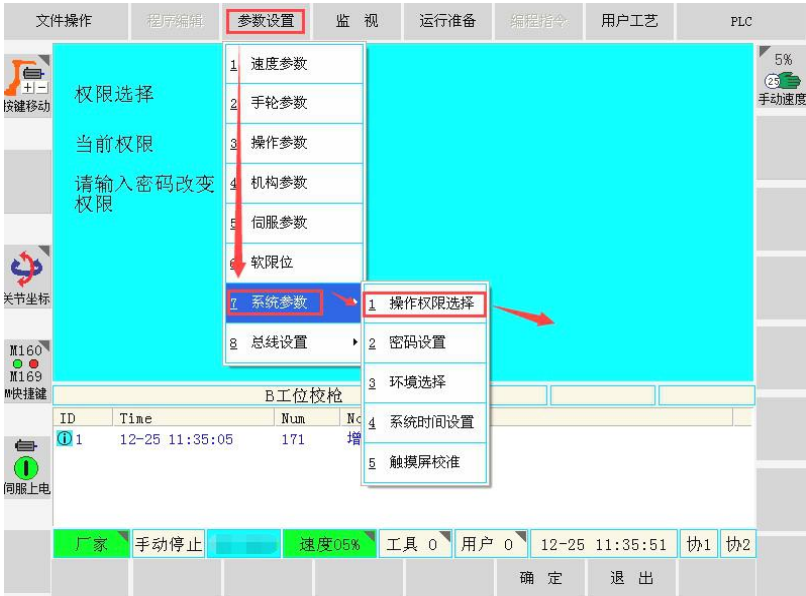 文件操作 程序编辑 参数设置 监 视 运行准备 编程指令 用户工艺 PLC
按键移动
关节坐标
M160
M169
M快捷键
伺服上电
权限选择
当前权限
请输入密码改变
权限
1 速度参数
2 手轮参数
3 操作参数
4 机构参数
5 伺服参数
6 软限位
7 系统参数
8 总线设置
1 操作权限选择
2 密码设置
3 环境选择
4 系统时间设置
5 触摸屏校准
5%
25
手动速度
B工位校枪
ID Time Num
1 12-25 11:35:05 171 增
厂家 手动停止 速度05% 工具 0 用户 0 12-25 11:35:51 协1 协2
确 定 退 出